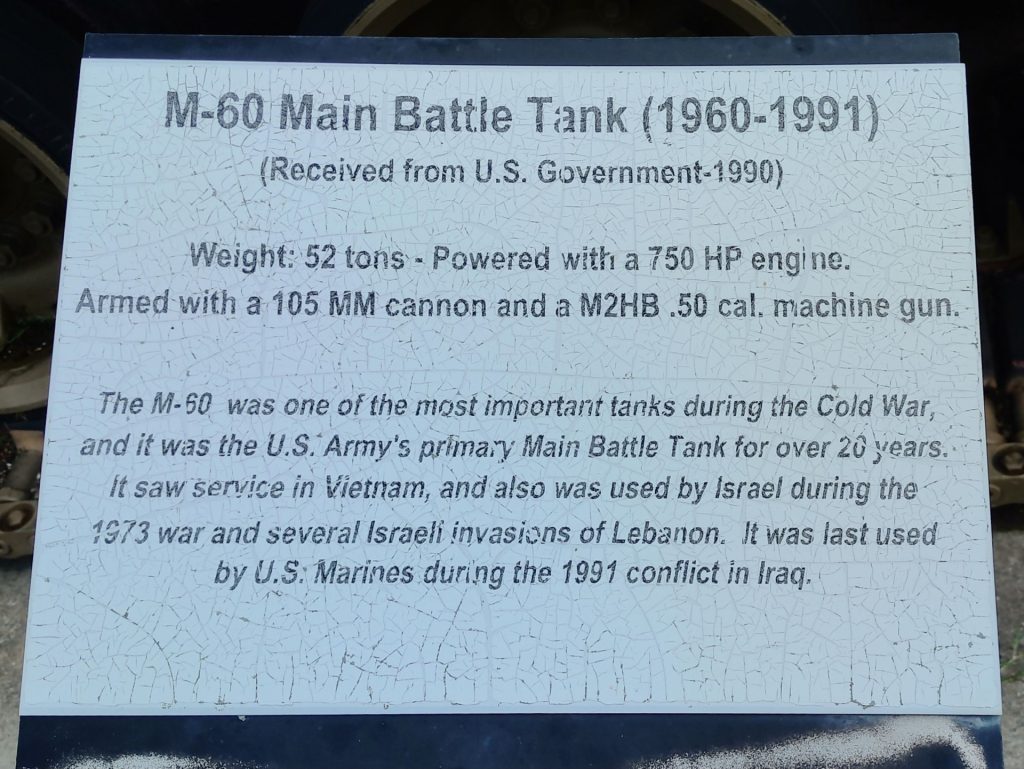 M-60 Main Battle Tank (1960-1991)
(Received from U.S. Government-1990)
Weight: 52 tons - Powered with a 750 HP engine.
Armed with a 105 MM cannon and a M2HB .50 cal. machine gun.
The M-60 was one of the most important tanks during the Cold War,
and it was the U.S. Army's primary Main Battle Tank for over 20 years.
It saw service in Vietnam, and also was used by Israel during the
1973 war and several Israeli invasions of Lebanon. It was last used
by U.S. Marines during the 1991 conflict in Iraq.